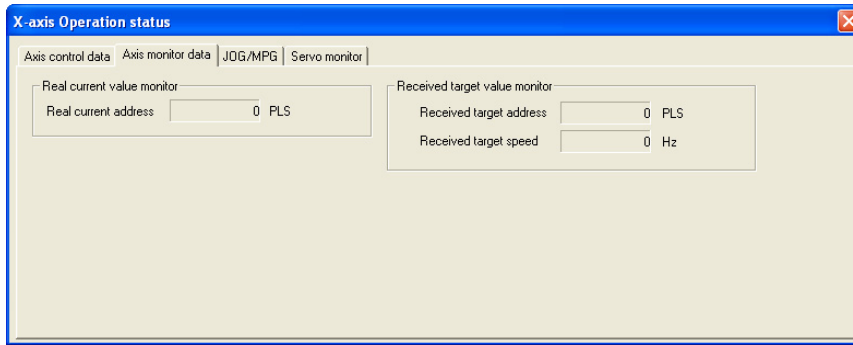 X-axis Operation status
Axis control data Axis monitor data JOG/MPG Servo monitor
Real current value monitor
Real current address 0 PLS
Received target value monitor
Received target address 0 PLS
Received target speed 0 Hz